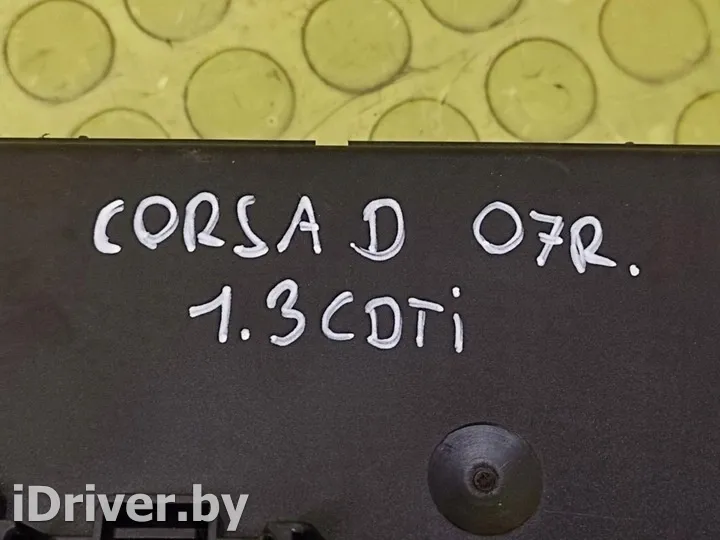 CORSA D 07R.
1.3CDTi
iDriver.by